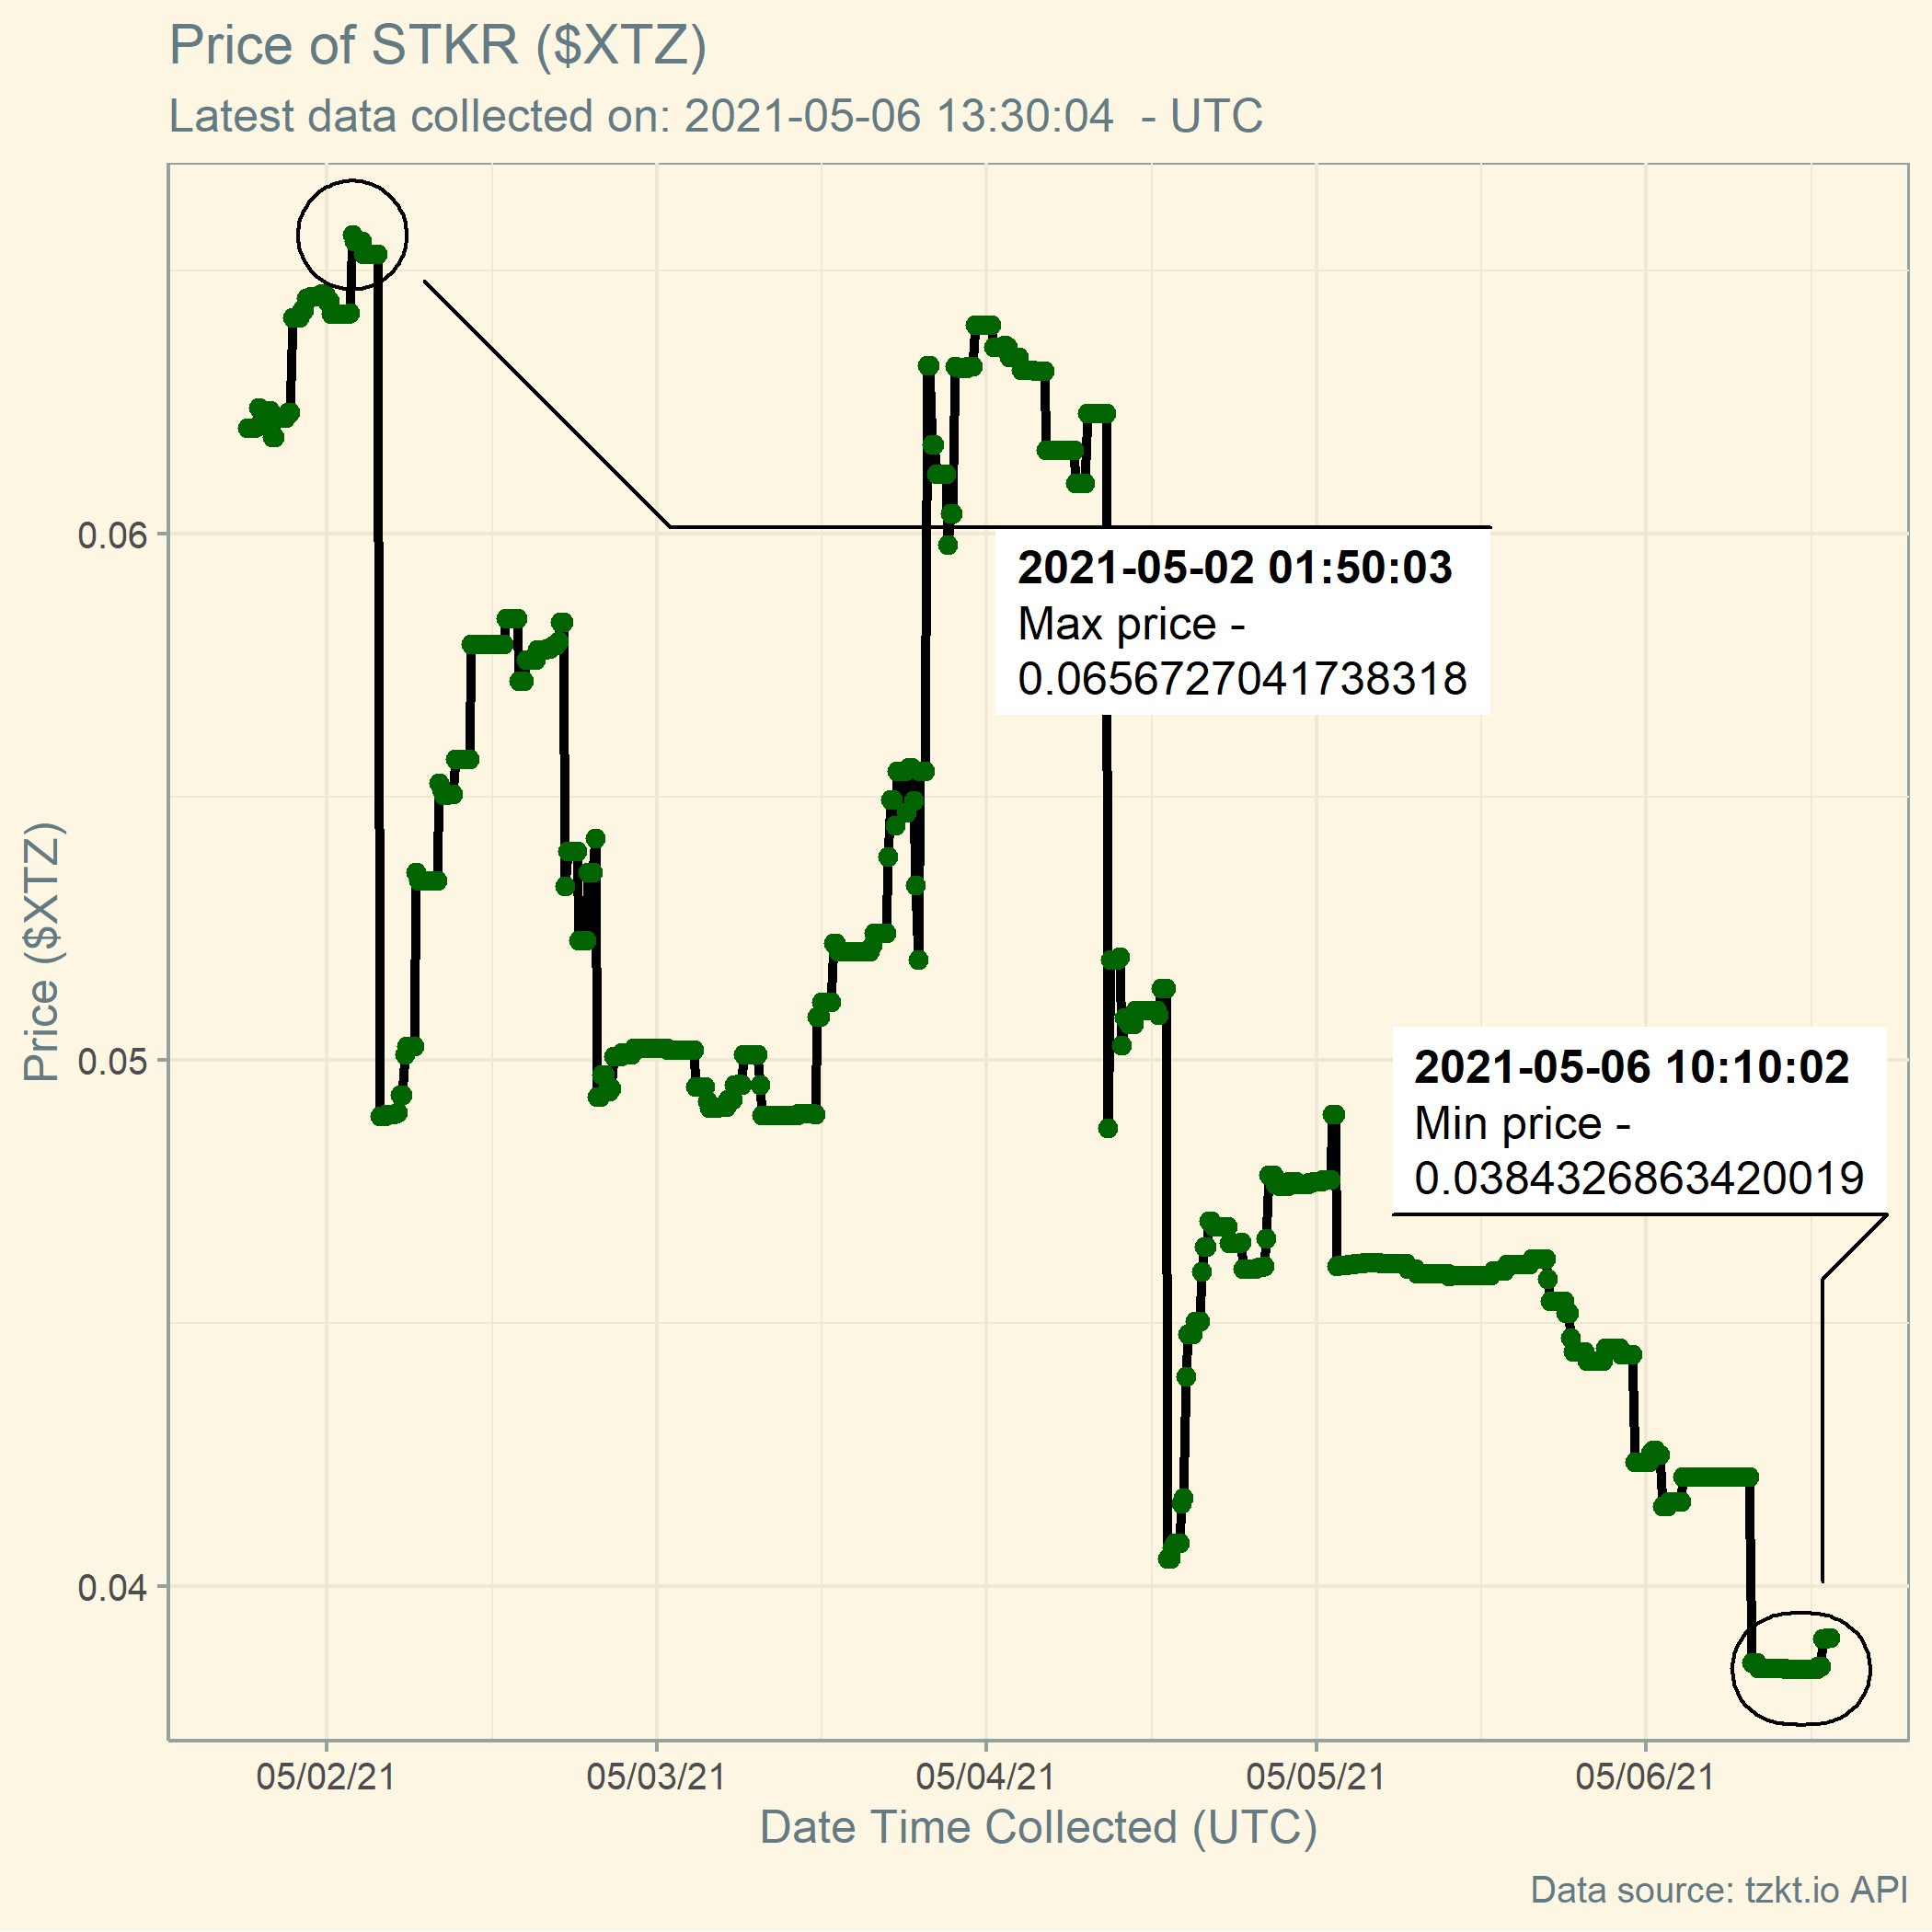 Price of STKR ($XTZ)
Latest data collected on: 2021-05-06 13:30:04  - UTC
Price ($XTZ)
0.06
0.05
0.04
2021-05-02 01:50:03
Max price -
0.0656727041738318
2021-05-06 10:10:02
Min price -
0.0384326863420019
05/02/21
05/03/21
05/04/21
05/05/21
05/06/21
Date Time Collected (UTC)
Data source: tzkt.io API